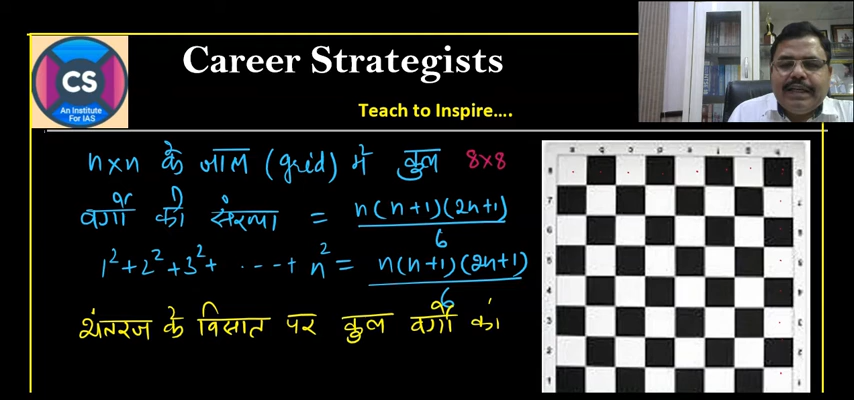 Career Strategists
CS
An Institute
For IAS
Teach to Inspire....
n×n के जाल (grid) में कुल 8×8
वर्गों की संख्या = n(n+1)(2n+1)/6
1²+2²+3²+ ---+ n² = n(n+1)(2n+1)/6
शंतरज के विसात पर कुल वर्गों कां